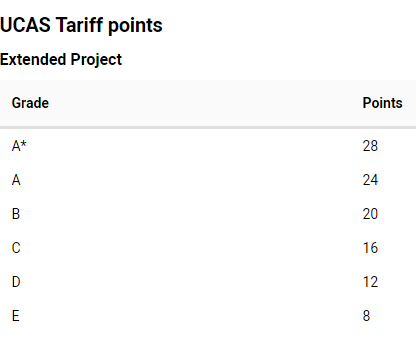 UCAS Tariff points
Extended Project
Grade Points
A* 28
A 24
B 20
C 16
D 12
E 8